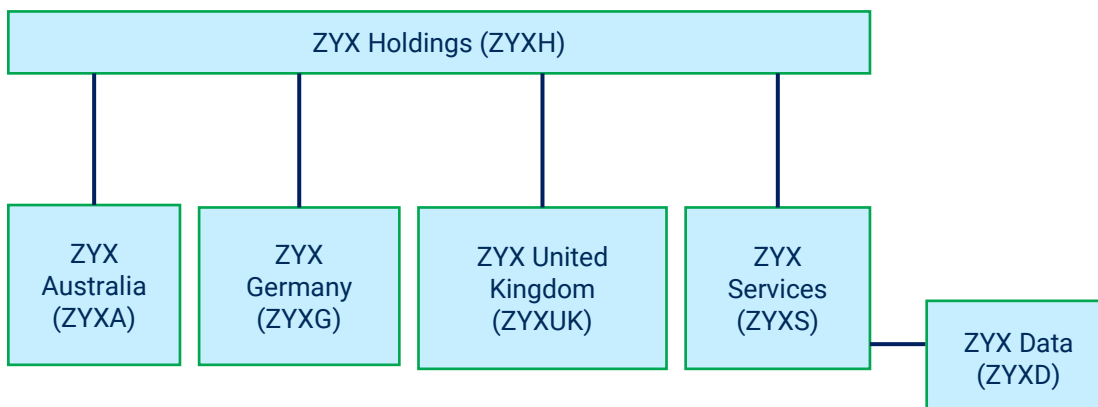 ZYX Holdings (ZYXH)
ZYX
Australia
(ZYXA)
ZYX
Germany
(ZYXG)
ZYX United
Kingdom
(ZYXUK)
ZYX
Services
(ZYXS)
ZYX Data
(ZYXD)